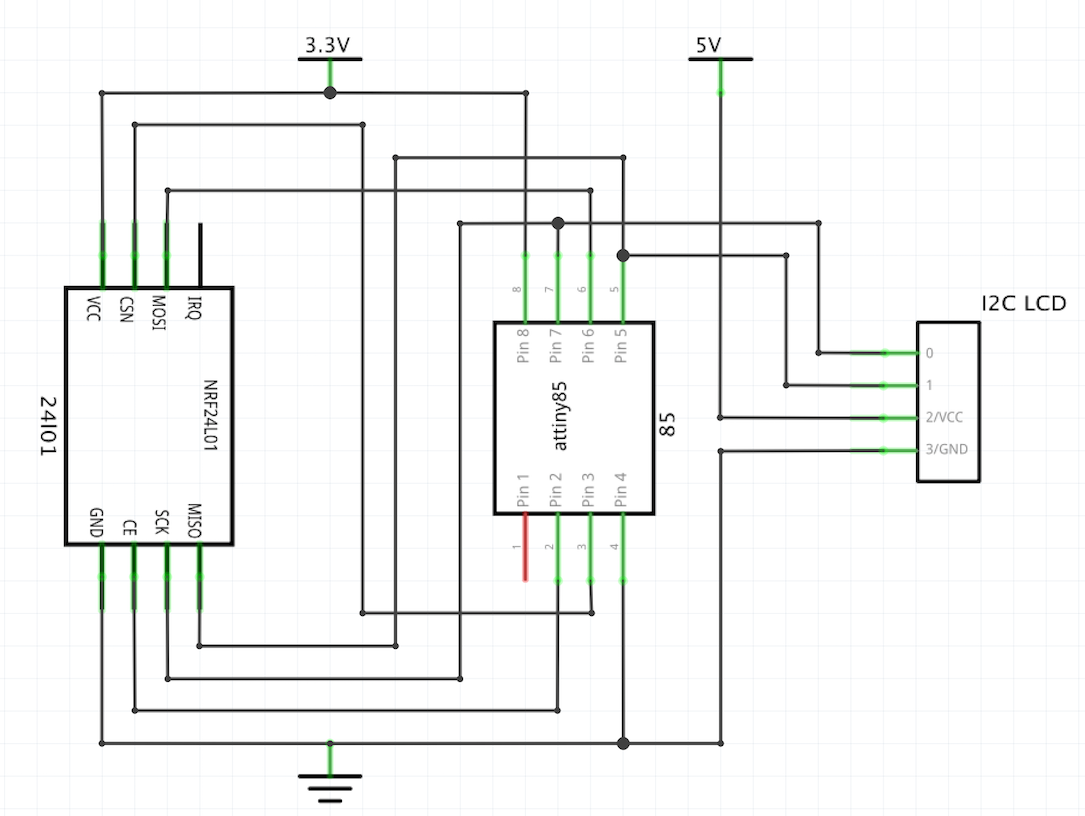 3.3V
5V
VCC
CSN
MOSI
IRQ
NRF24L01
24l01
GND
CE
SCK
MISO
8
7
6
5
Pin 8
Pin 7
Pin 6
Pin 5
attiny85
85
Pin 1
Pin 2
Pin 3
Pin 4
1
2
3
4
I2C LCD
0
1
2/VCC
3/GND